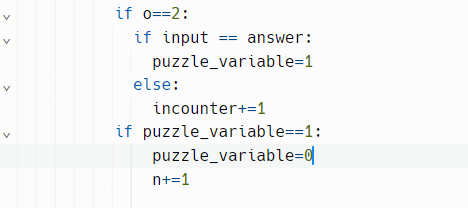 if o==2:
if input == answer:
puzzle_variable=1
else:
incounter+=1
if puzzle_variable==1:
puzzle_variable=0
n+=1